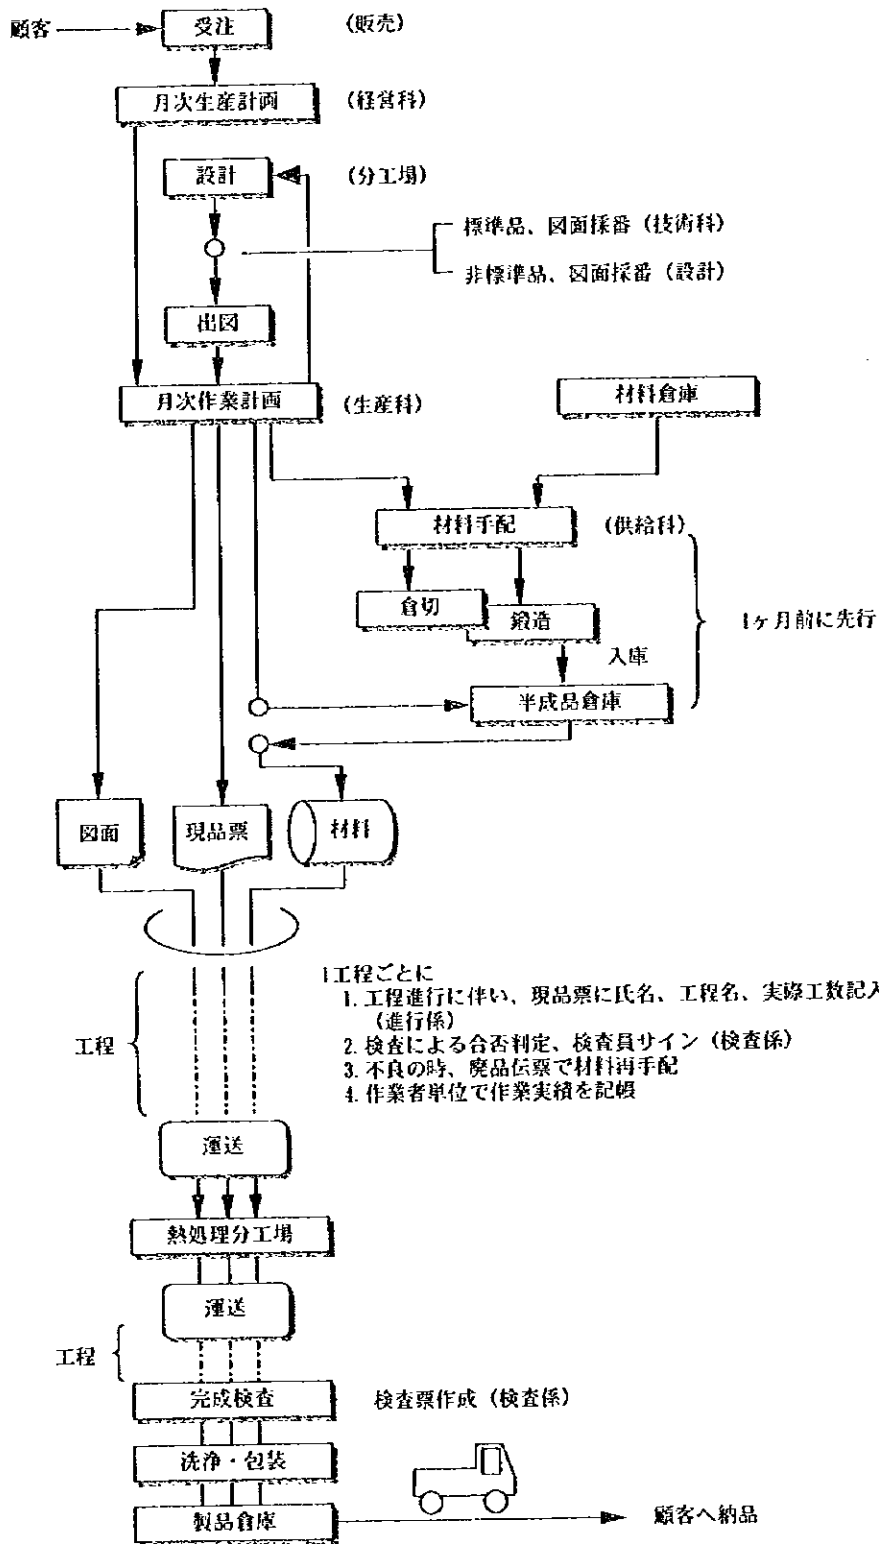 顧客
受注
(販売)
月次生産計画
(経営科)
設計
(分工場)
標準品、図面採番 (技術科)
非標準品、図面採番 (設計)
出図
月次作業計画
(生産科)
材料倉庫
材料手配
(供給科)
倉切
鍛造
1ヶ月前に先行
入庫
半成品倉庫
図面
現品票
材料
1工程ごとに
1. 工程進行に伴い、現品票に氏名、工程名、実際工数記入
(進行係)
工程
2. 検査による合否判定、検査員サイン (検査係)
3. 不良の時、廃品伝票で材料再手配
4. 作業者単位で作業実績を記帳
運送
熱処理分工場
運送
工程
完成検査
検査票作成 (検査係)
洗浄・包装
製品倉庫
顧客へ納品